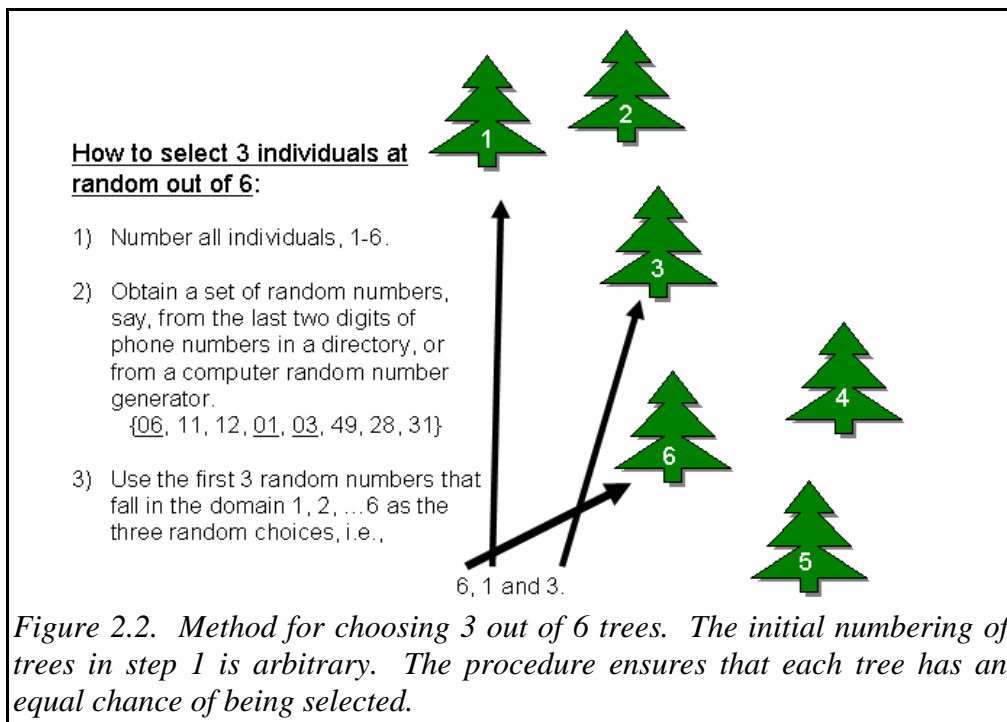 1
2
How to select 3 individuals at
random out of 6:
3
1) Number all individuals, 1-6.
2) Obtain a set of random numbers,
say, from the last two digits of
phone numbers in a directory, or
from a computer random number
generator.
{06, 11, 12, 01, 03, 49, 28, 31}
4
6
3) Use the first 3 random numbers that
fall in the domain 1, 2, ...6 as the
three random choices, i.e.,
5
6, 1 and 3.
Figure 2.2. Method for choosing 3 out of 6 trees. The initial numbering of
trees in step 1 is arbitrary. The procedure ensures that each tree has an
equal chance of being selected.